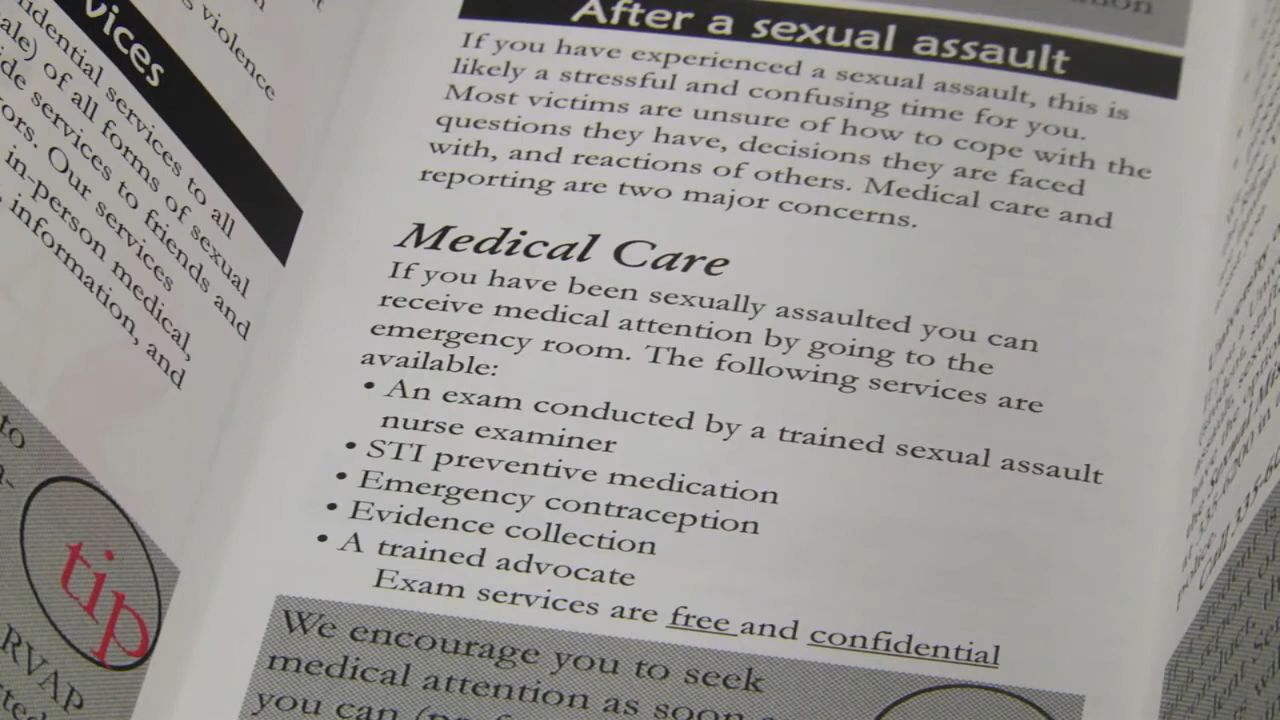 violence
vices
idential services to all
ale) of all forms of sexual
ide services to friends and
ors. Our services
in-person medical,
information, and
to
tip
RVAP
After a sexual assault
If you have experienced a sexual assault, this is
likely a stressful and confusing time for you.
Most victims are unsure of how to cope with the
questions they have, decisions they are faced
with, and reactions of others. Medical care and
reporting are two major concerns.
Medical Care
If you have been sexually assaulted you can
receive medical attention by going to the
emergency room. The following services are
available:
• An exam conducted by a trained sexual assault
nurse examiner
• STI preventive medication
• Emergency contraception
• Evidence collection
• A trained advocate
Exam services are free and confidential
We encourage you to seek
medical attention as soon
you can